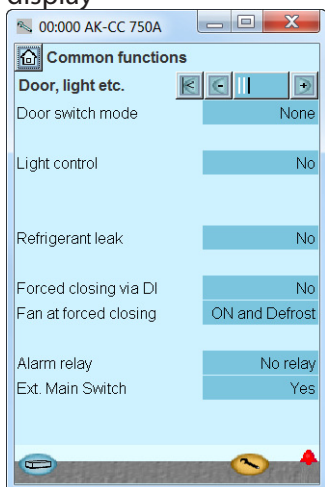 display
00:000 AK-CC 750A
Common functions
Door, light etc.
Door switch mode None
Light control No
Refrigerant leak No
Forced closing via DI No
Fan at forced closing ON and Defrost
Alarm relay No relay
Ext. Main Switch Yes